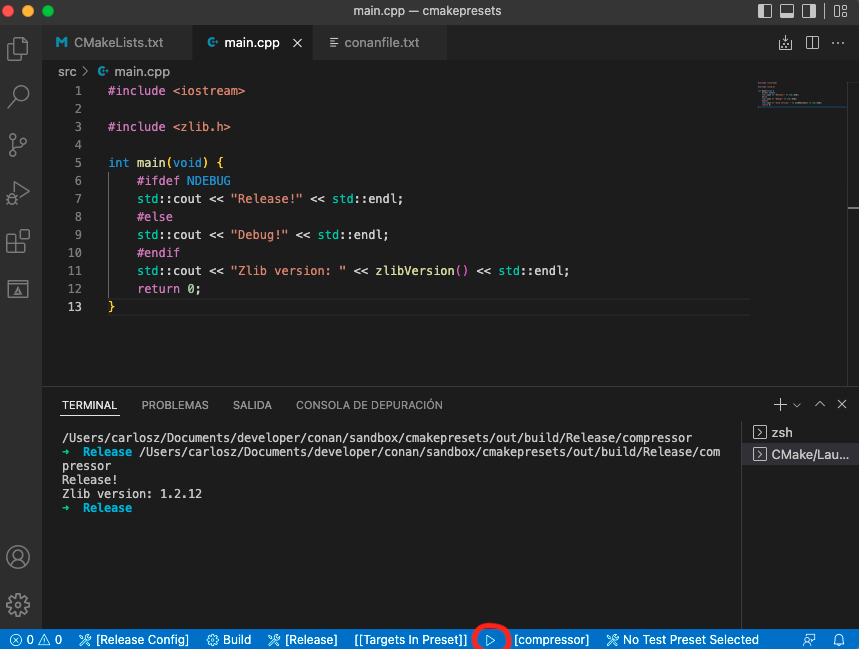 main.cpp — cmakepresets
CMakeLists.txt
main.cpp
conanfile.txt
src > main.cpp
1 #include <iostream>
2
3 #include <zlib.h>
4
5 int main(void) {
6 #ifdef NDEBUG
7 std::cout << "Release!" << std::endl;
8 #else
9 std::cout << "Debug!" << std::endl;
10 #endif
11 std::cout << "Zlib version: " << zlibVersion() << std::endl;
12 return 0;
13 }
TERMINAL PROBLEMAS SALIDA CONSOLA DE DEPURACIÓN
/Users/carlosz/Documents/developer/conan/sandbox/cmakepresets/out/build/Release/compressor
➜ Release /Users/carlosz/Documents/developer/conan/sandbox/cmakepresets/out/build/Release/com
pressor
Release!
Zlib version: 1.2.12
➜ Release
zsh
CMake/Lau...
0 0 [Release Config] Build [Release] [[Targets In Preset]] [compressor] No Test Preset Selected